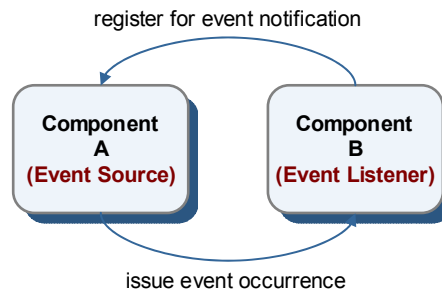 register for event notification
Component
A
(Event Source)
Component
B
(Event Listener)
issue event occurrence